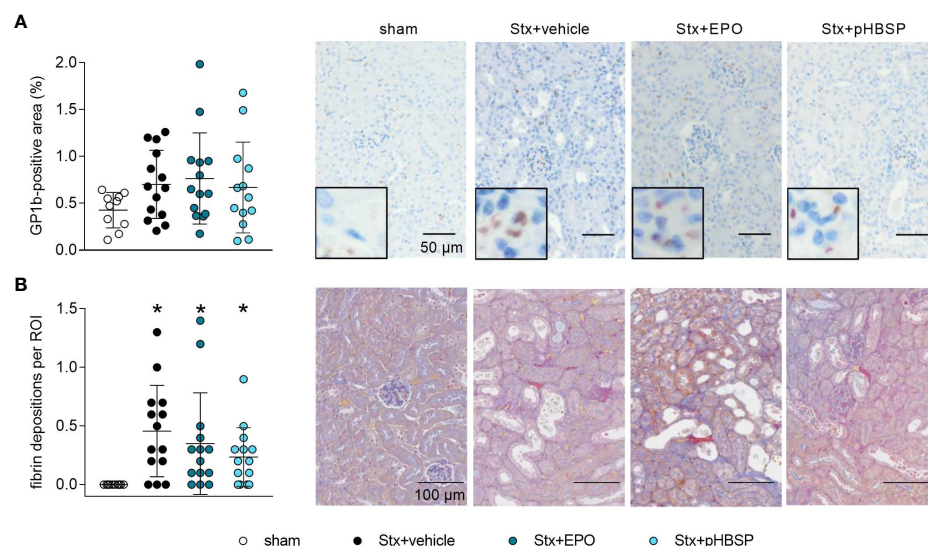 A
sham
Stx+vehicle
Stx+EPO
Stx+pHBSP
GP1b-positive area (%)
2.0
1.5
1.0
0.5
0.0
50 µm
B
fibrin depositions per ROI
1.5
1.0
0.5
0.0
* * *
100 µm
sham
Stx+vehicle
Stx+EPO
Stx+pHBSP